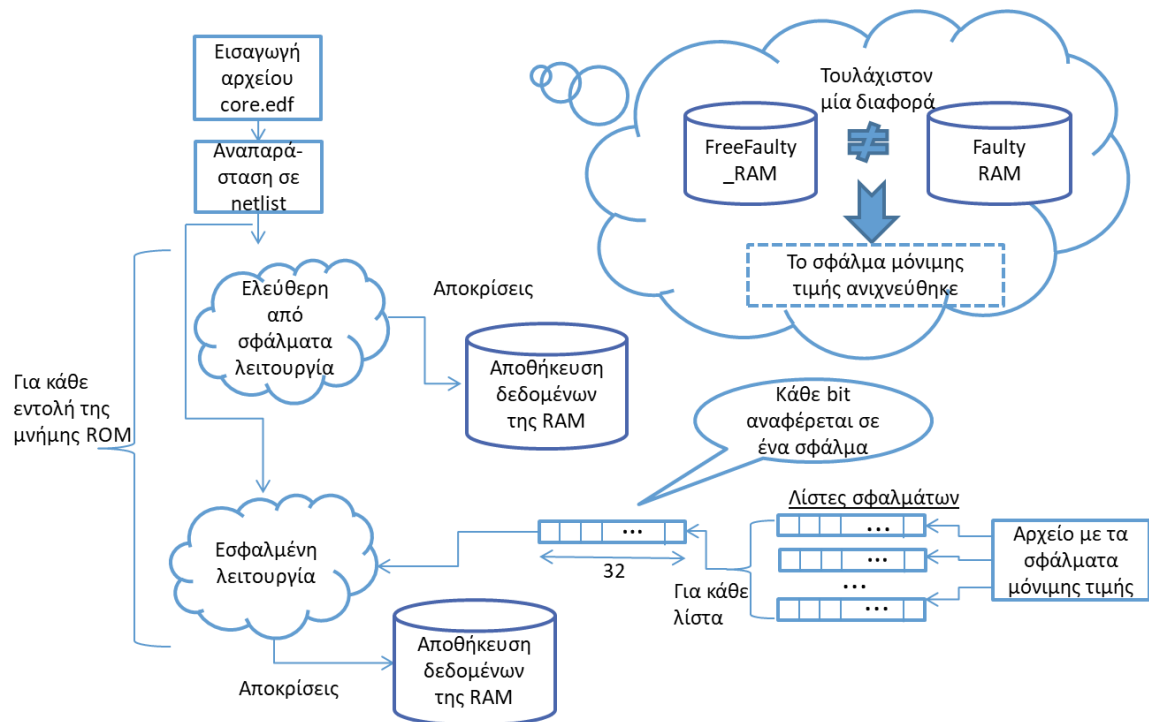 Εισαγωγή
αρχείου
core.edf
Αναπαρά-
σταση σε
netlist
Τουλάχιστον
μία διαφορά
FreeFaulty
_RAM
≠
Faulty
RAM
Το σφάλμα μόνιμης
τιμής ανιχνεύθηκε
Ελεύθερη
από
σφάλματα
λειτουργία
Αποκρίσεις
Αποθήκευση
δεδομένων
της RAM
Για κάθε
εντολή της
μνήμης ROM
Κάθε bit
αναφέρεται σε
ένα σφάλμα
Λίστες σφαλμάτων
...
...
...
...
...
32
Για κάθε
λίστα
Αρχείο με τα
σφάλματα
μόνιμης τιμής
Εσφαλμένη
λειτουργία
Αποκρίσεις
Αποθήκευση
δεδομένων
της RAM